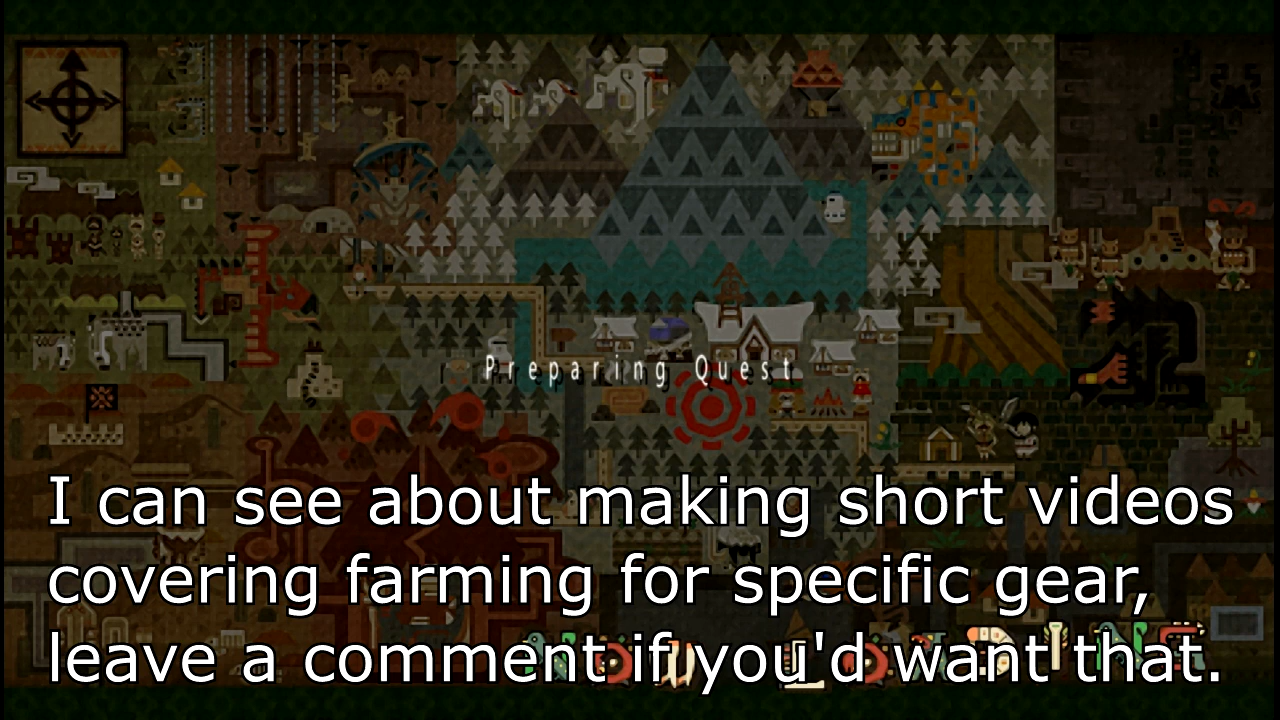 Preparing Quest
I can see about making short videos
covering farming for specific gear,
leave a comment if you'd want that.